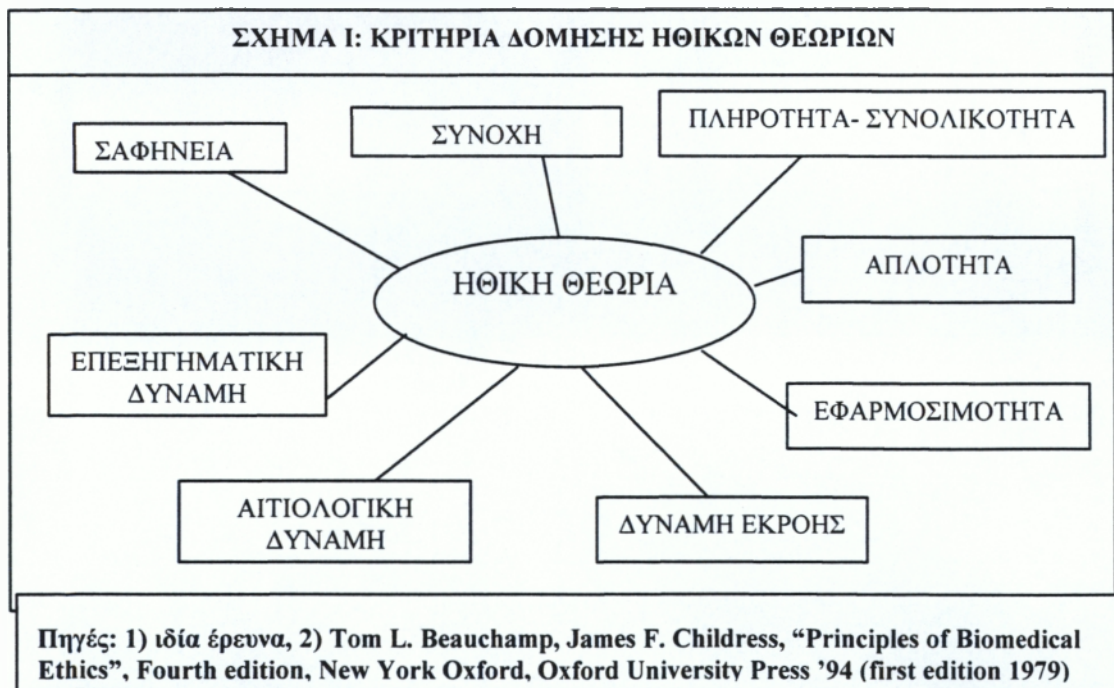 ΣΧΗΜΑ Ι: ΚΡΙΤΗΡΙΑ ΔΟΜΗΣΗΣ ΗΘΙΚΩΝ ΘΕΩΡΙΩΝ
ΣΑΦΗΝΕΙΑ
ΣΥΝΟΧΗ
ΠΛΗΡΟΤΗΤΑ- ΣΥΝΟΛΙΚΟΤΗΤΑ
ΗΘΙΚΗ ΘΕΩΡΙΑ
ΑΠΛΟΤΗΤΑ
ΕΠΕΞΗΓΗΜΑΤΙΚΗ
ΔΥΝΑΜΗ
ΕΦΑΡΜΟΣΙΜΟΤΗΤΑ
ΑΙΤΙΟΛΟΓΙΚΗ
ΔΥΝΑΜΗ
ΔΥΝΑΜΗ ΕΚΡΟΗΣ
Πηγές: 1) ιδία έρευνα, 2) Tom L. Beauchamp, James F. Childress, “Principles of Biomedical
Ethics”, Fourth edition, New York Oxford, Oxford University Press ’94 (first edition 1979)